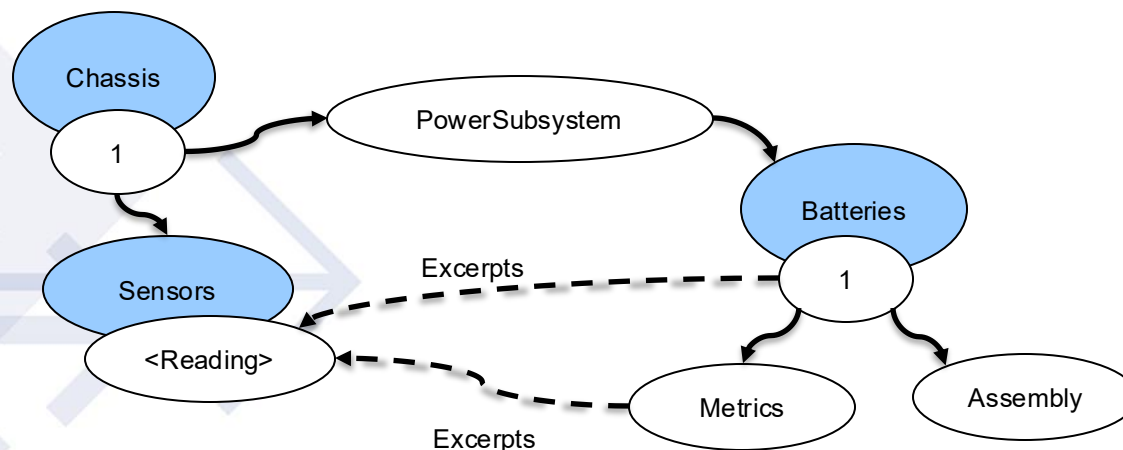 Chassis
PowerSubsystem
1
Batteries
Excerpts
Sensors
1
<Reading>
Metrics
Assembly
Excerpts